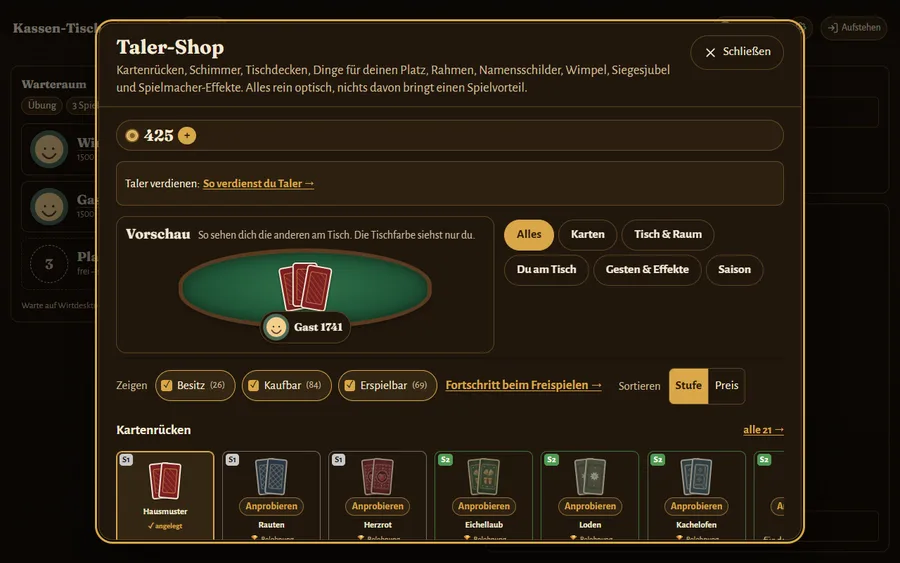 Kassen-Tisch
Aufstehen
Taler-Shop
Schließen
Kartenrücken, Schimmer, Tischdecken, Dinge für deinen Platz, Rahmen, Namensschilder, Wimpel, Siegesjubel
und Spielmacher-Effekte. Alles rein optisch, nichts davon bringt einen Spielvorteil.
Warteraum
Übung
425 +
Taler verdienen: So verdienst du Taler →
Vorschau So sehen dich die anderen am Tisch. Die Tischfarbe siehst nur du.
Gast 1741
Alles Karten Tisch & Raum
Du am Tisch Gesten & Effekte Saison
3
Zeigen Besitz (26) Kaufbar (84) Erspielbar (69) Fortschritt beim Freispielen → Sortieren Stufe Preis
Kartenrücken alle 21 →
S1 S1 S1 S2 S2 S2 S2
Anprobieren Anprobieren Anprobieren Anprobieren Anprobieren
Hausmuster Rauten Herzrot Eichellaub Loden Kachelofen
✓ angelegt Belohnung Belohnung Belohnung Belohnung Belohnung